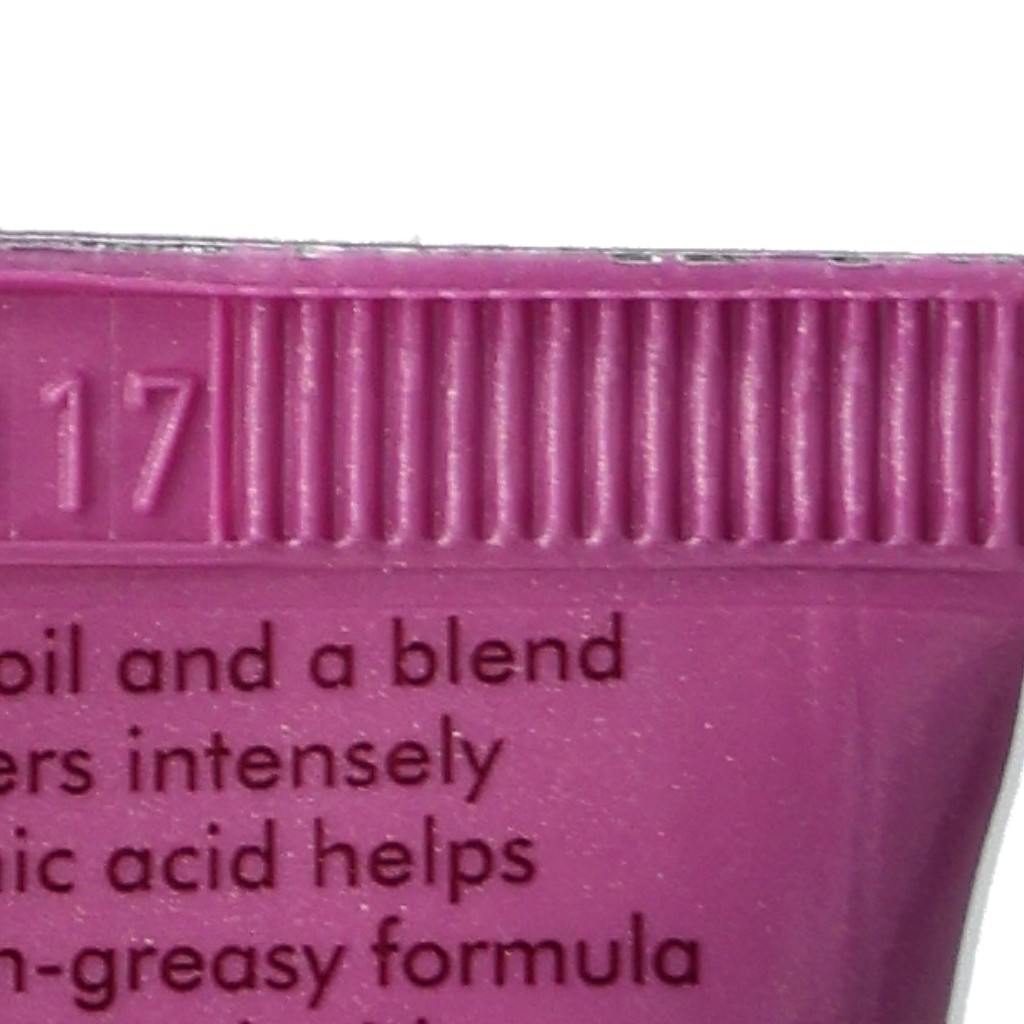 17
oil and a blend
ers intensely
nic acid helps
n-greasy formula